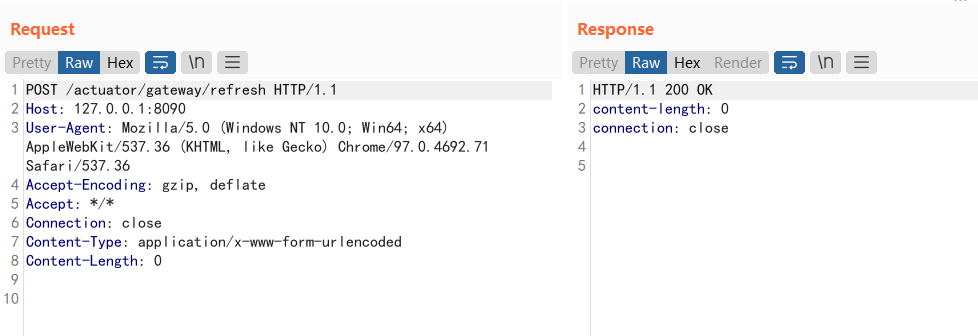 Request
Pretty Raw Hex \n
1 POST /actuator/gateway/refresh HTTP/1.1
2 Host: 127.0.0.1:8090
3 User-Agent: Mozilla/5.0 (Windows NT 10.0; Win64; x64)
AppleWebKit/537.36 (KHTML, like Gecko) Chrome/97.0.4692.71
Safari/537.36
4 Accept-Encoding: gzip, deflate
5 Accept: */*
6 Connection: close
7 Content-Type: application/x-www-form-urlencoded
8 Content-Length: 0
9
10
Response
Pretty Raw Hex Render \n
1 HTTP/1.1 200 OK
2 content-length: 0
3 connection: close
4
5